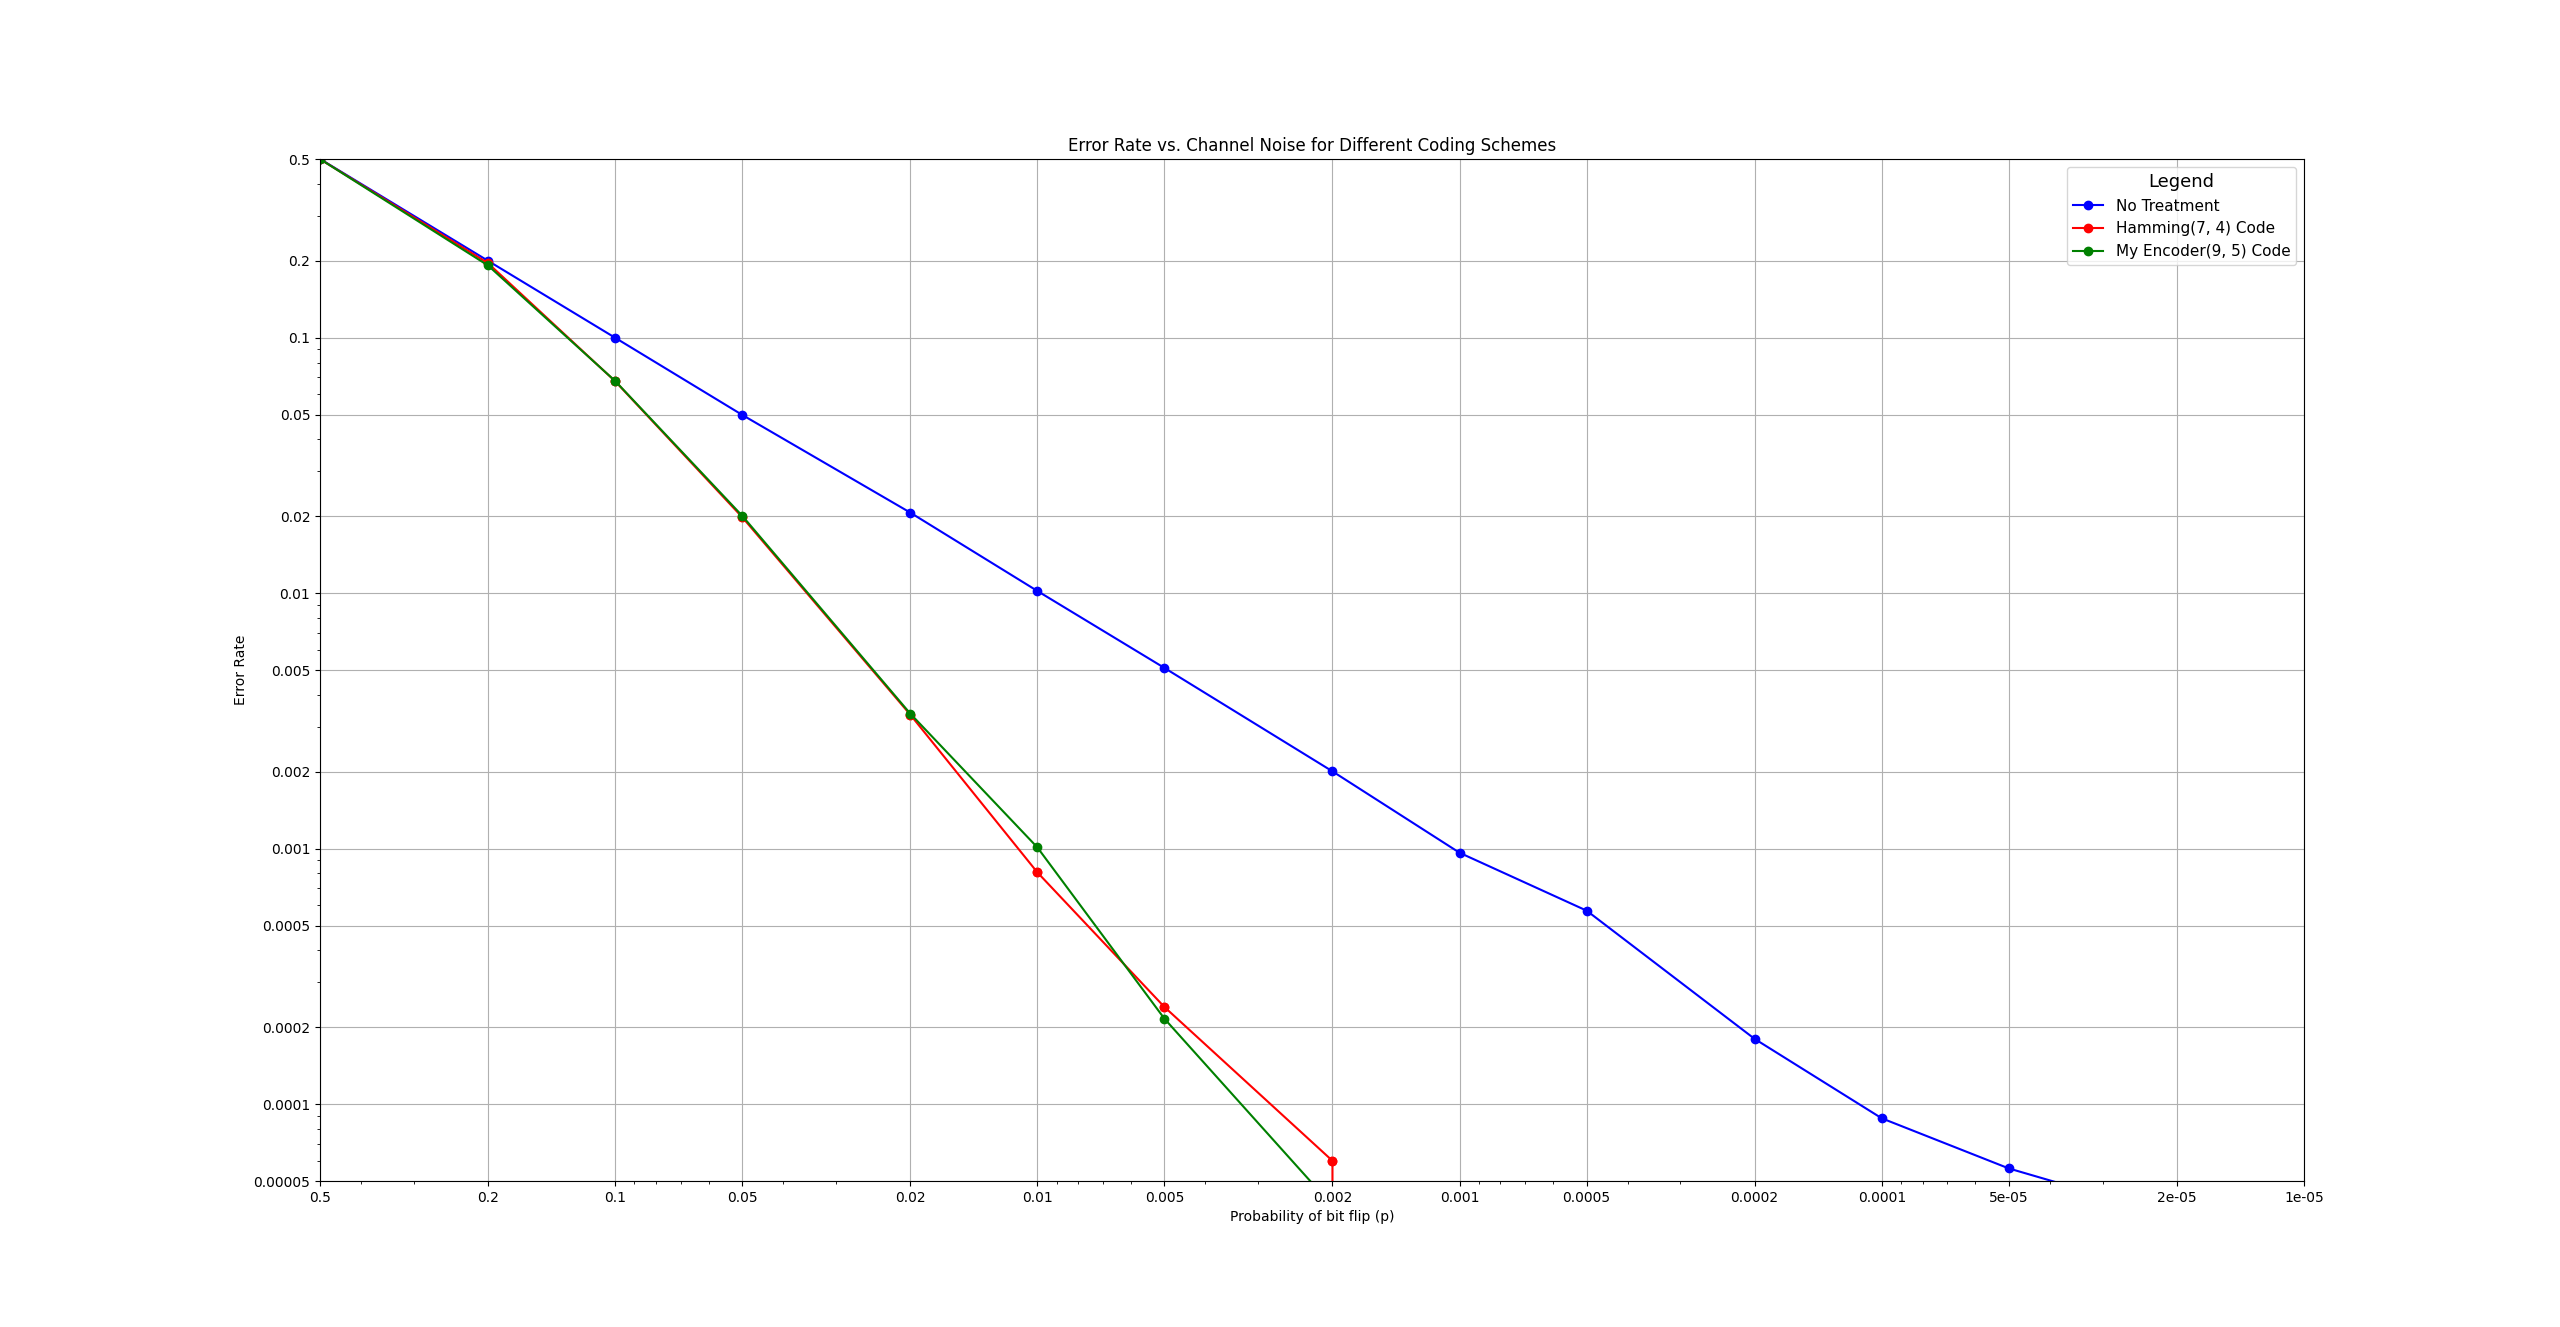 Error Rate vs. Channel Noise for Different Coding Schemes
Legend
No Treatment
Hamming(7, 4) Code
My Encoder(9, 5) Code
Error Rate
0.5
0.2
0.1
0.05
0.02
0.01
0.005
0.002
0.001
0.0005
0.0002
0.0001
0.00005
0.5 0.2 0.1 0.05 0.02 0.01 0.005 0.002 0.001 0.0005 0.0002 0.0001 5e-05 2e-05 1e-05
Probability of bit flip (p)